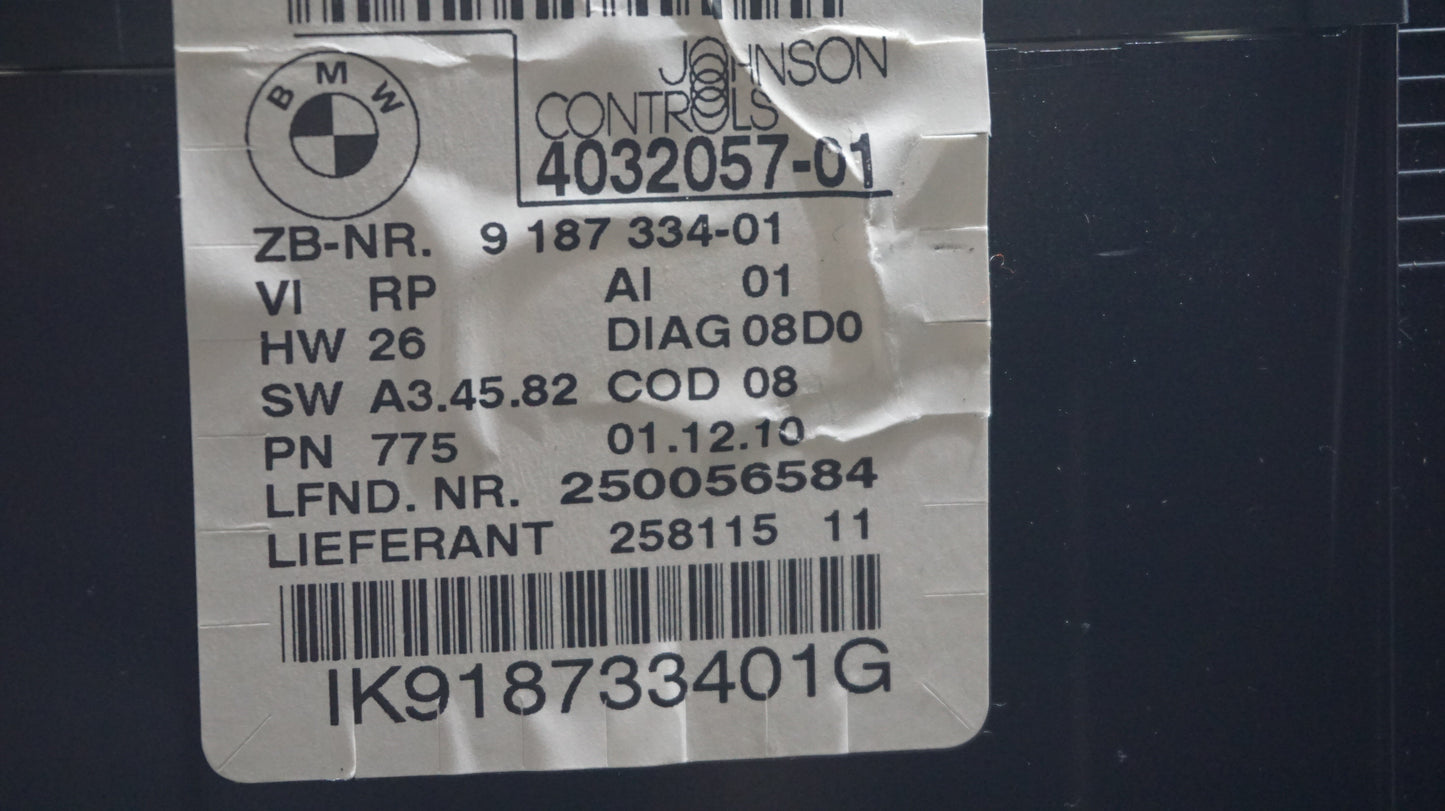 BMW
JOHNSON
CONTROLS
4032057-01
ZB-NR. 9 187 334-01
VI RP AI 01
HW 26 DIAG 08D0
SW A3.45.82 COD 08
PN 775 01.12.10
LFND. NR. 250056584
LIEFERANT 258115 11
IK918733401G